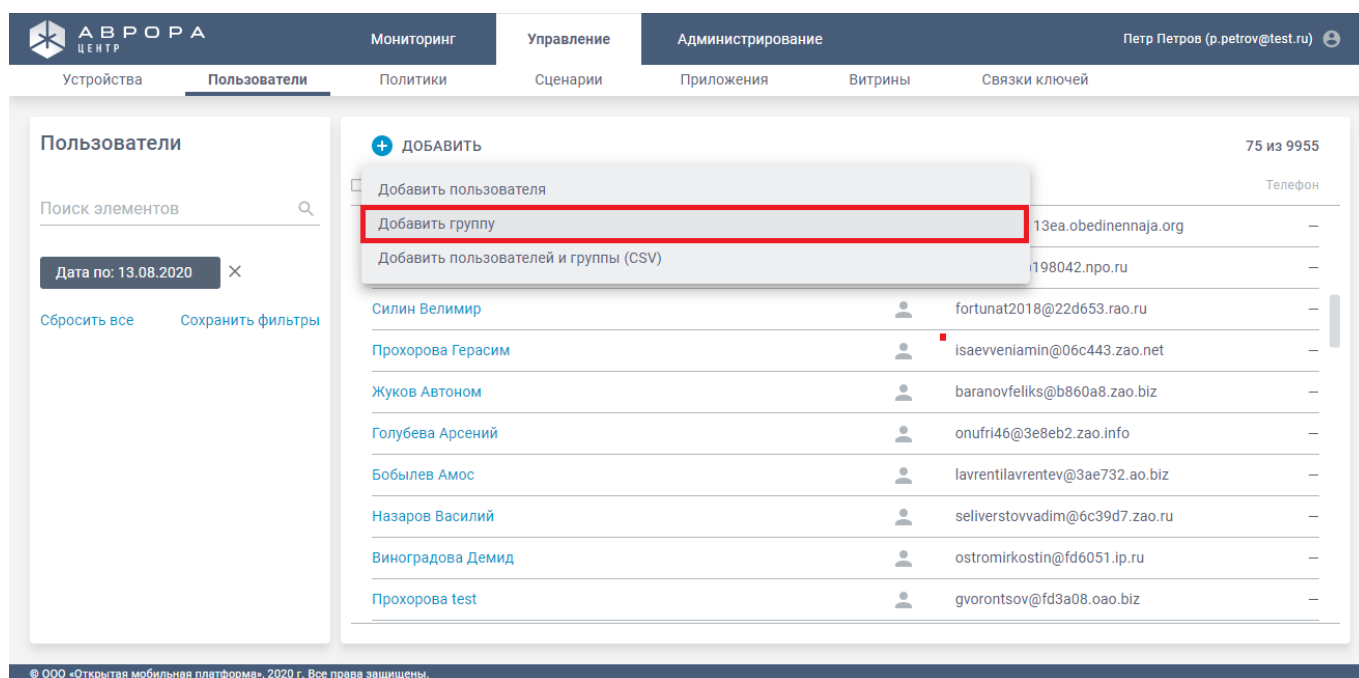 АВРОРА
ЦЕНТР
Мониторинг Управление Администрирование Петр Петров (p.petrov@test.ru)
Устройства Пользователи Политики Сценарии Приложения Витрины Связки ключей
Пользователи
Поиск элементов
Дата по: 13.08.2020
Сбросить все Сохранить фильтры
ДОБАВИТЬ 75 из 9955
Добавить пользователя
Добавить группу
Добавить пользователей и группы (CSV)
Телефон
13ea.obedinennaja.org –
198042.npo.ru –
Силин Велимир fortunat2018@22d653.rao.ru –
Прохорова Герасим isaevveniamin@06c443.zao.net –
Жуков Автоном baranovfeliks@b860a8.zao.biz –
Голубева Арсений onufri46@3e8eb2.zao.info –
Бобылев Амос lavrentilavrentev@3ae732.ao.biz –
Назаров Василий seliverstovvadim@6c39d7.zao.ru –
Виноградова Демид ostromirkostin@fd6051.ip.ru –
Прохорова test gvorontsov@fd3a08.oao.biz –
© ООО «Открытая мобильная платформа», 2020 г. Все права защищены.